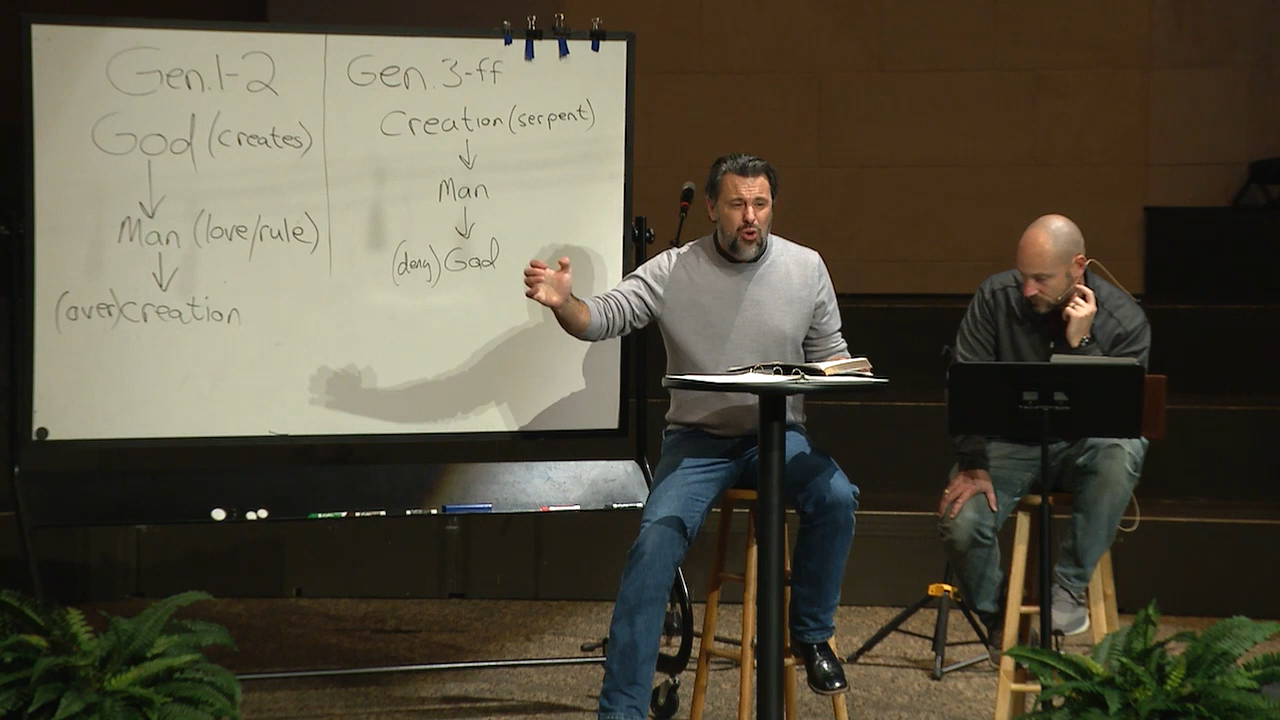 Gen. 1-2
God (creates)
Man (love/rule)
(over) creation
Gen. 3-ff
Creation (serpent)
Man
(deny) God